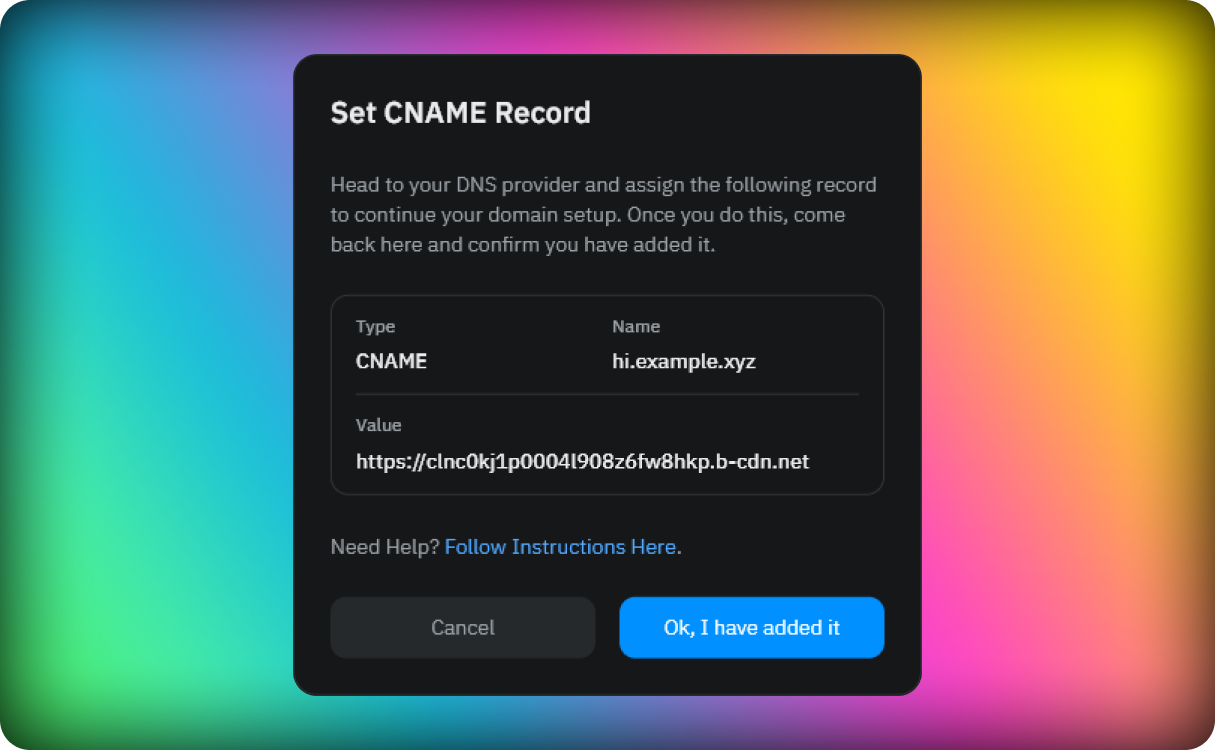 Set CNAME Record
Head to your DNS provider and assign the following record
to continue your domain setup. Once you do this, come
back here and confirm you have added it.
Type
Name
CNAME
hi.example.xyz
Value
https://clnc0kj1p0004l908z6fw8hkp.b-cdn.net
Need Help? Follow Instructions Here.
Cancel
Ok, I have added it